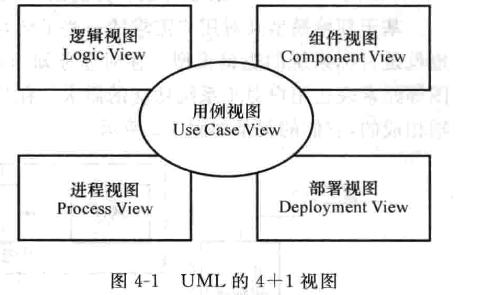 逻辑视图
Logic View
组件视图
Component View
用例视图
Use Case View
进程视图
Process View
部署视图
Deployment View
图 4-1 UML 的 4+1 视图